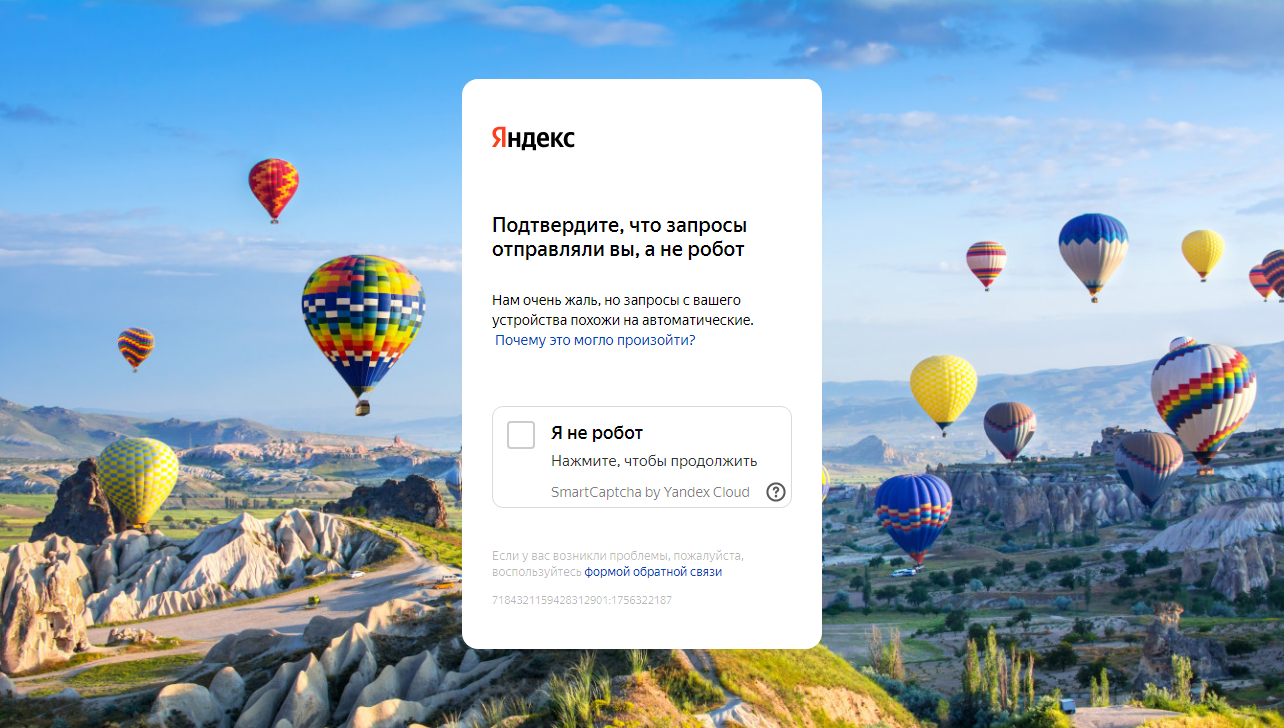 Яндекс
Подтвердите, что запросы
отправляли вы, а не робот
Нам очень жаль, но запросы с вашего
устройства похожи на автоматические.
Почему это могло произойти?
Я не робот
Нажмите, чтобы продолжить
SmartCaptcha by Yandex Cloud
Если у вас возникли проблемы, пожалуйста,
воспользуйтесь формой обратной связи
7184321159428312901:1756322187